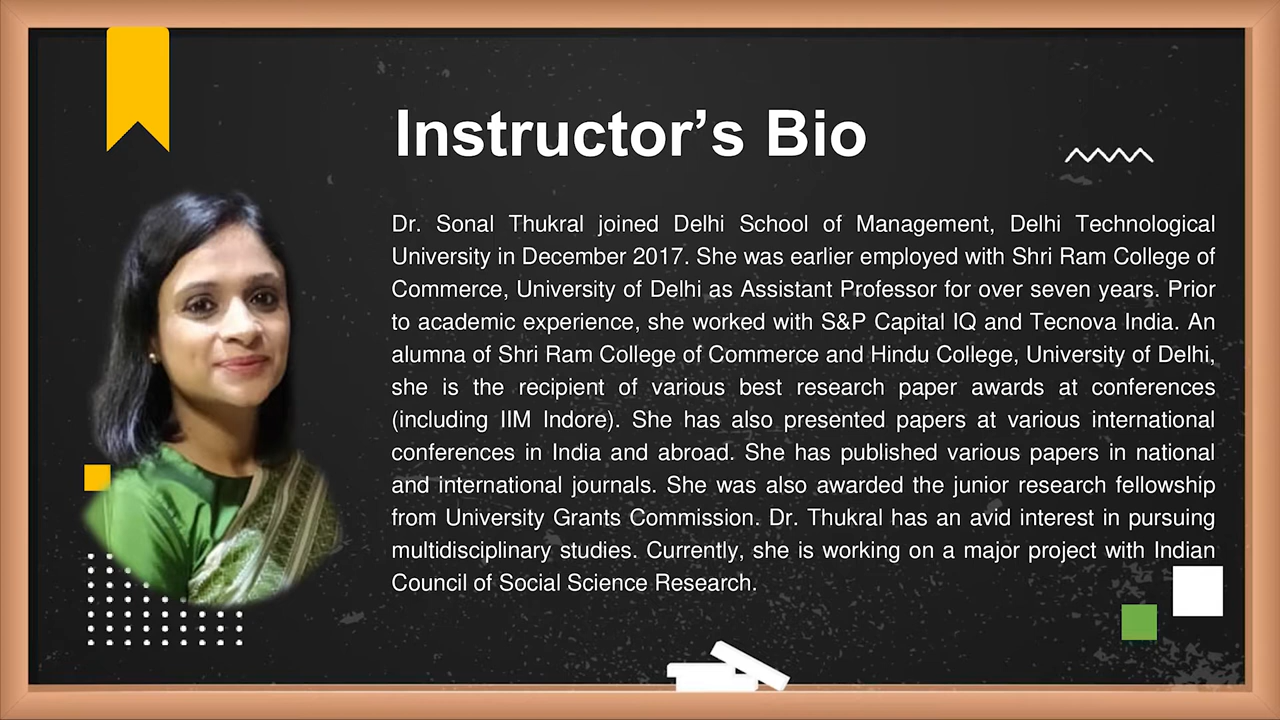 Instructor’s Bio
Dr. Sonal Thukral joined Delhi School of Management, Delhi Technological
University in December 2017. She was earlier employed with Shri Ram College of
Commerce, University of Delhi as Assistant Professor for over seven years. Prior
to academic experience, she worked with S&P Capital IQ and Tecnova India. An
alumna of Shri Ram College of Commerce and Hindu College, University of Delhi,
she is the recipient of various best research paper awards at conferences
(including IIM Indore). She has also presented papers at various international
conferences in India and abroad. She has published various papers in national
and international journals. She was also awarded the junior research fellowship
from University Grants Commission. Dr. Thukral has an avid interest in pursuing
multidisciplinary studies. Currently, she is working on a major project with Indian
Council of Social Science Research.